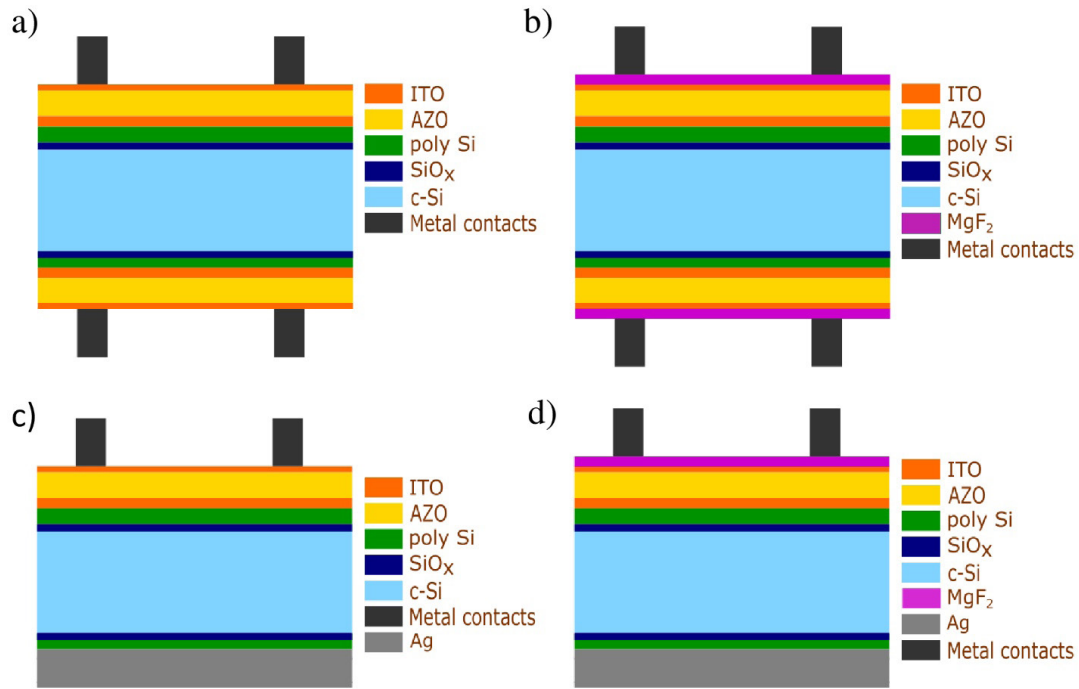 a)
ITO
AZO
poly Si
SiOx
c-Si
Metal contacts
b)
ITO
AZO
poly Si
SiOx
c-Si
MgF2
Metal contacts
c)
ITO
AZO
poly Si
SiOx
c-Si
Metal contacts
Ag
d)
ITO
AZO
poly Si
SiOx
c-Si
MgF2
Ag
Metal contacts